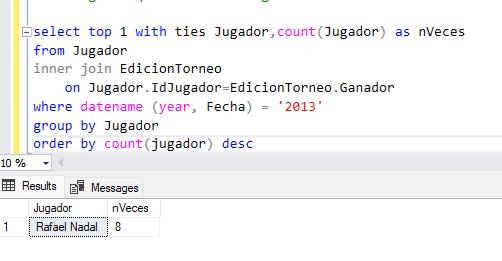 select top 1 with ties Jugador,count(Jugador) as nVeces
from Jugador
inner join EdicionTorneo
on Jugador.IdJugador=EdicionTorneo.Ganador
where datename (year, Fecha) = '2013'
group by Jugador
order by count(jugador) desc
10 %
Results Messages
Jugador nVeces
1 Rafael Nadal 8